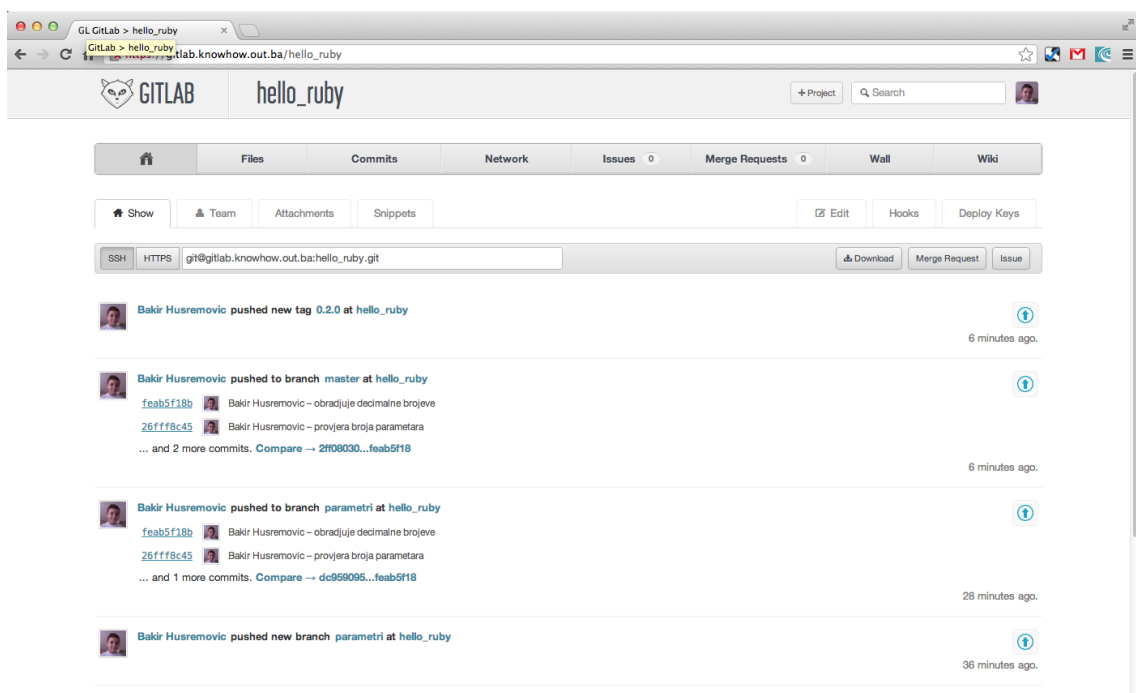 GL GitLab > hello_ruby
GitLab > hello_ruby
https://gitlab.knowhow.out.ba/hello_ruby
GITLAB hello_ruby + Project Search
Files Commits Network Issues 0 Merge Requests 0 Wall Wiki
Show Team Attachments Snippets Edit Hooks Deploy Keys
SSH HTTPS git@gitlab.knowhow.out.ba:hello_ruby.git Download Merge Request Issue
Bakir Husremovic pushed new tag 0.2.0 at hello_ruby
6 minutes ago.
Bakir Husremovic pushed to branch master at hello_ruby
feab5f18b Bakir Husremovic – obradjuje decimalne brojeve
26fff8c45 Bakir Husremovic – provjera broja parametara
... and 2 more commits. Compare → 2ff08030...feab5f18
6 minutes ago.
Bakir Husremovic pushed to branch parametri at hello_ruby
feab5f18b Bakir Husremovic – obradjuje decimalne brojeve
26fff8c45 Bakir Husremovic – provjera broja parametara
... and 1 more commits. Compare → dc959095...feab5f18
28 minutes ago.
Bakir Husremovic pushed new branch parametri at hello_ruby
36 minutes ago.